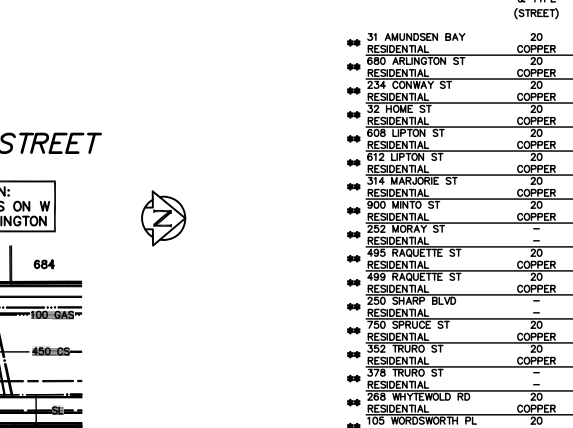 (STREET)
** 31 AMUNDSEN BAY 20
RESIDENTIAL COPPER
** 680 ARLINGTON ST 20
RESIDENTIAL COPPER
** 234 CONWAY ST 20
RESIDENTIAL COPPER
** 32 HOME ST 20
RESIDENTIAL COPPER
** 608 LIPTON ST 20
RESIDENTIAL COPPER
** 612 LIPTON ST 20
RESIDENTIAL COPPER
** 314 MARJORIE ST 20
RESIDENTIAL COPPER
** 900 MINTO ST 20
RESIDENTIAL COPPER
** 252 MORAY ST –
RESIDENTIAL –
** 495 RAQUETTE ST 20
RESIDENTIAL COPPER
** 499 RAQUETTE ST 20
RESIDENTIAL COPPER
** 250 SHARP BLVD –
RESIDENTIAL –
** 750 SPRUCE ST 20
RESIDENTIAL COPPER
** 352 TRURO ST 20
RESIDENTIAL COPPER
** 378 TRURO ST –
RESIDENTIAL –
** 268 WHYTEWOLD RD 20
RESIDENTIAL COPPER
** 105 WORDSWORTH PL 20
STREET
N:
S ON W
INGTON
N
684
100 GAS
450 CS
SL